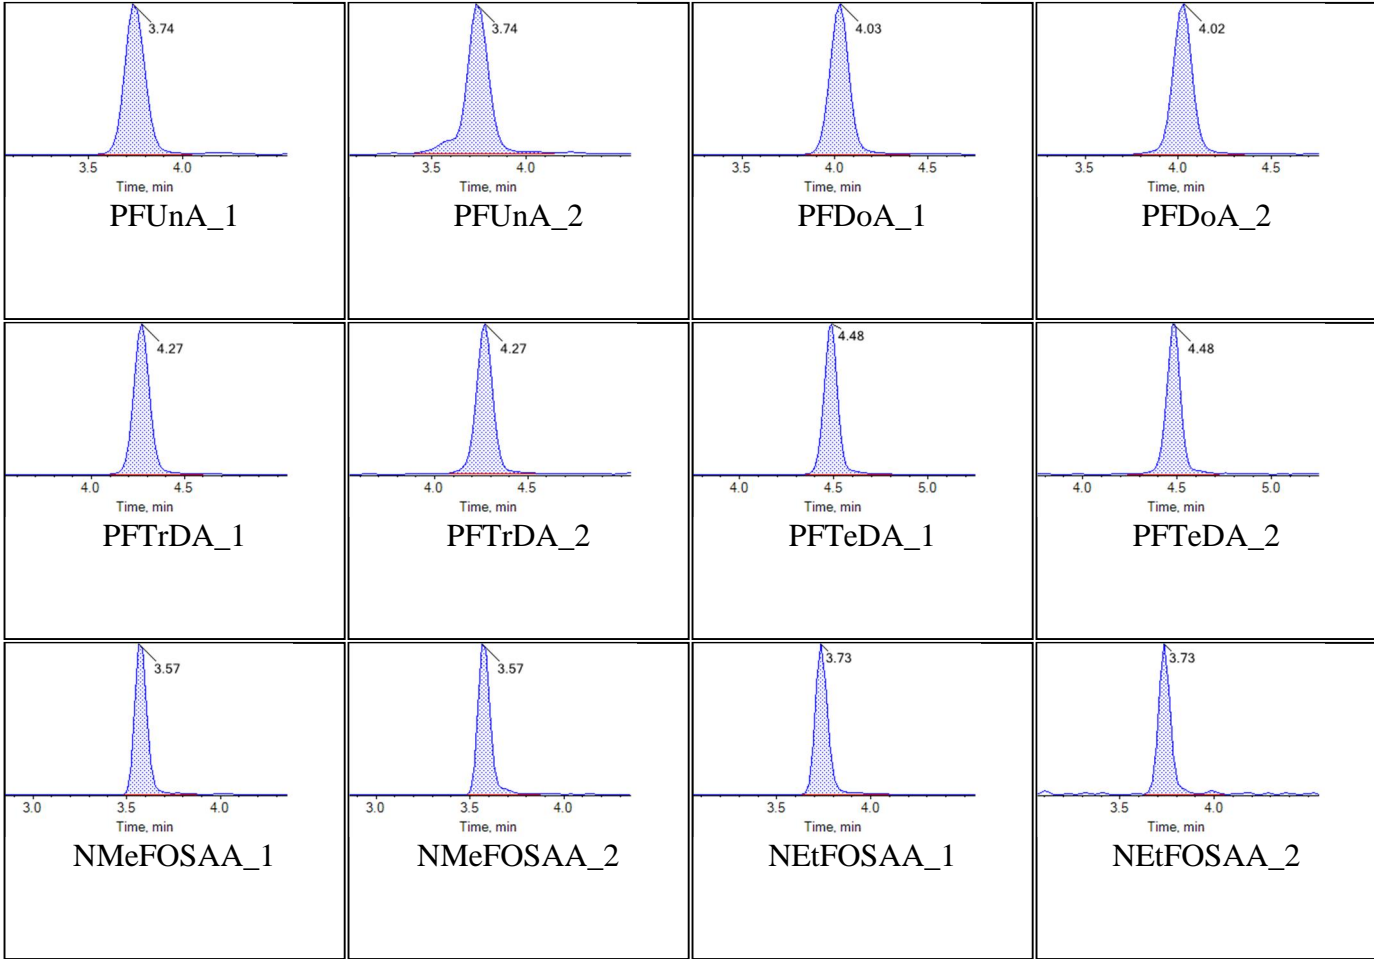 3.74
3.5 4.0
Time, min
PFUnA_1
3.74
3.5 4.0
Time, min
PFUnA_2
4.03
3.5 4.0 4.5
Time, min
PFDoA_1
4.02
3.5 4.0 4.5
Time, min
PFDoA_2
4.27
4.0 4.5
Time, min
PFTrDA_1
4.27
4.0 4.5
Time, min
PFTrDA_2
4.48
4.0 4.5 5.0
Time, min
PFTeDA_1
4.48
4.0 4.5 5.0
Time, min
PFTeDA_2
3.57
3.0 3.5 4.0
Time, min
NMeFOSAA_1
3.57
3.0 3.5 4.0
Time, min
NMeFOSAA_2
3.73
3.5 4.0
Time, min
NEtFOSAA_1
3.73
3.5 4.0
Time, min
NEtFOSAA_2